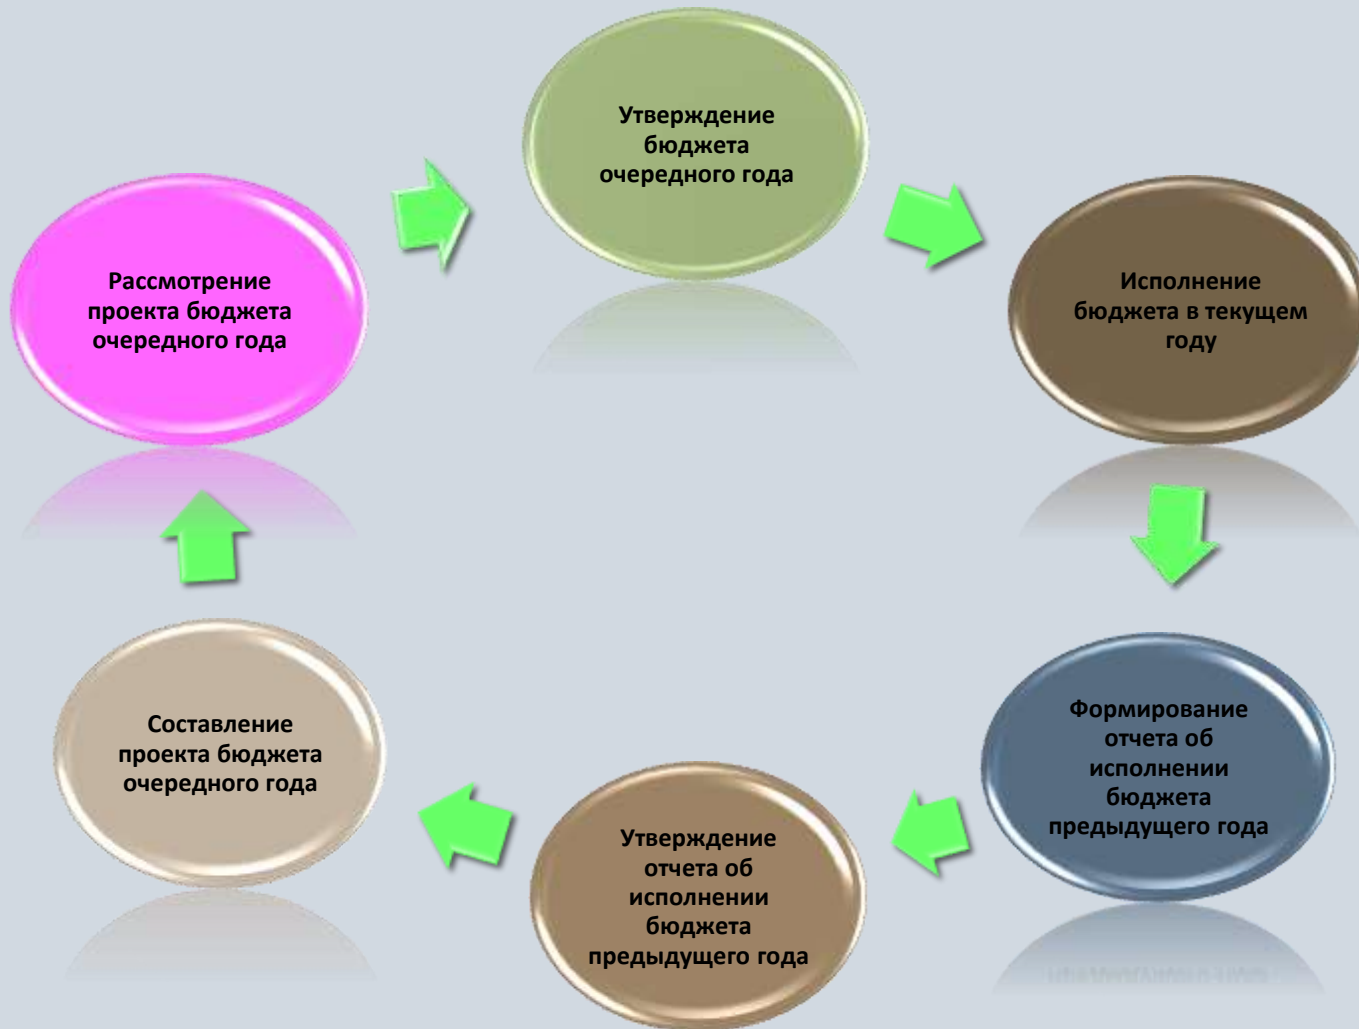 Утверждение
бюджета
очередного года
Рассмотрение
проекта бюджета
очередного года
Исполнение
бюджета в текущем
году
Составление
проекта бюджета
очередного года
Формирование
отчета об
исполнении
бюджета
предыдущего года
Утверждение
отчета об
исполнении
бюджета
предыдущего года